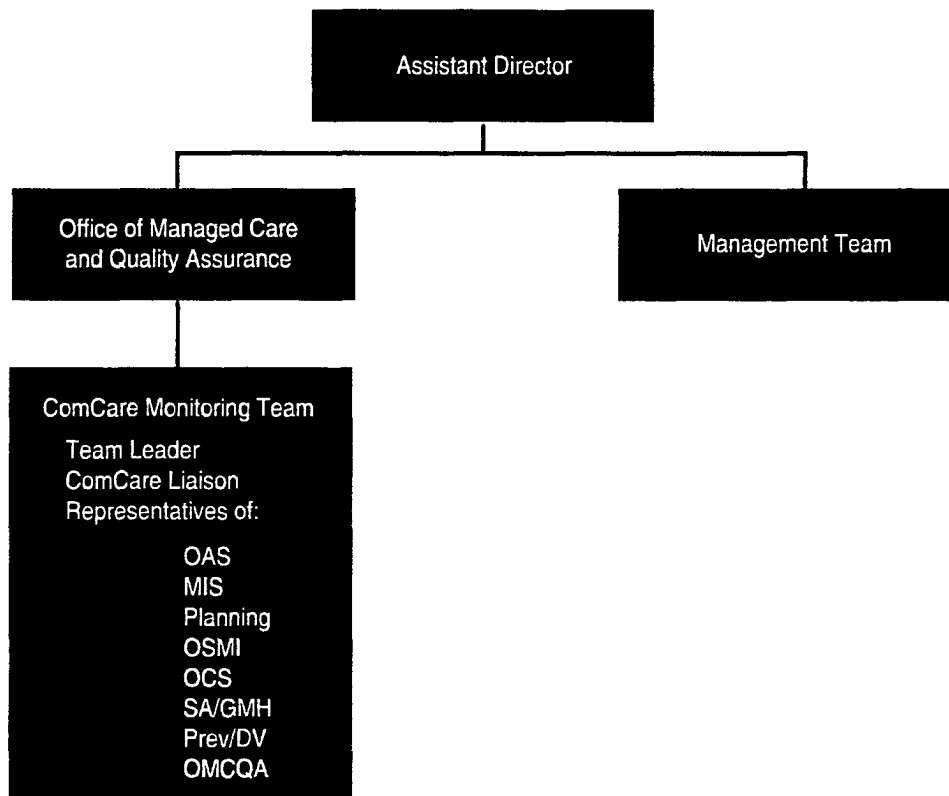 Assistant Director
Office of Managed Care
and Quality Assurance
Management Team
ComCare Monitoring Team
Team Leader
ComCare Liaison
Representatives of:
OAS
MIS
Planning
OSMI
OCS
SA/GMH
Prev/DV
OMCQA